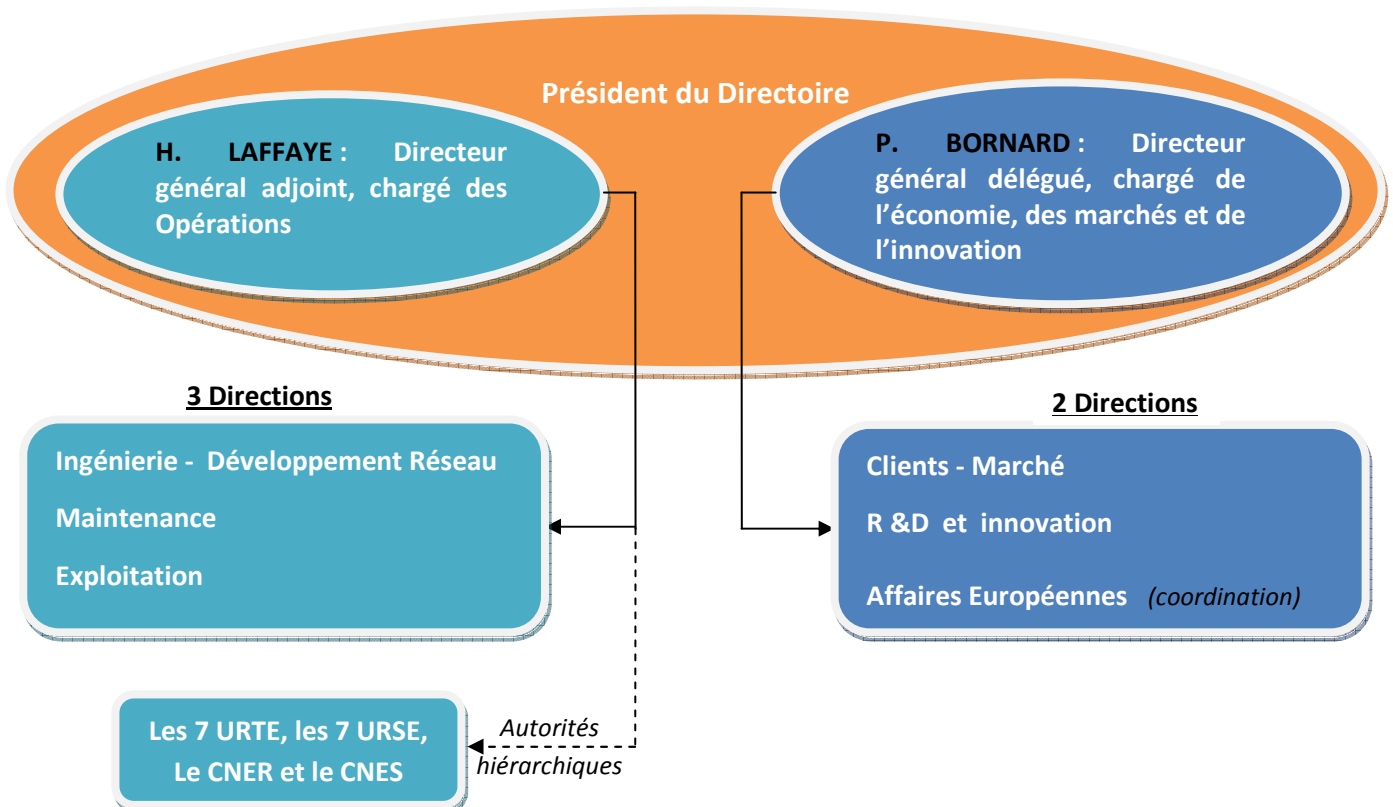 Président du Directoire
H. LAFFAYE : Directeur
général adjoint, chargé des
Opérations
P. BORNARD : Directeur
général délégué, chargé de
l’économie, des marchés et de
l’innovation
3 Directions
Ingénierie - Développement Réseau
Maintenance
Exploitation
2 Directions
Clients - Marché
R &D et innovation
Affaires Européennes (coordination)
Les 7 URTE, les 7 URSE,
Le CNER et le CNES
Autorités
hiérarchiques